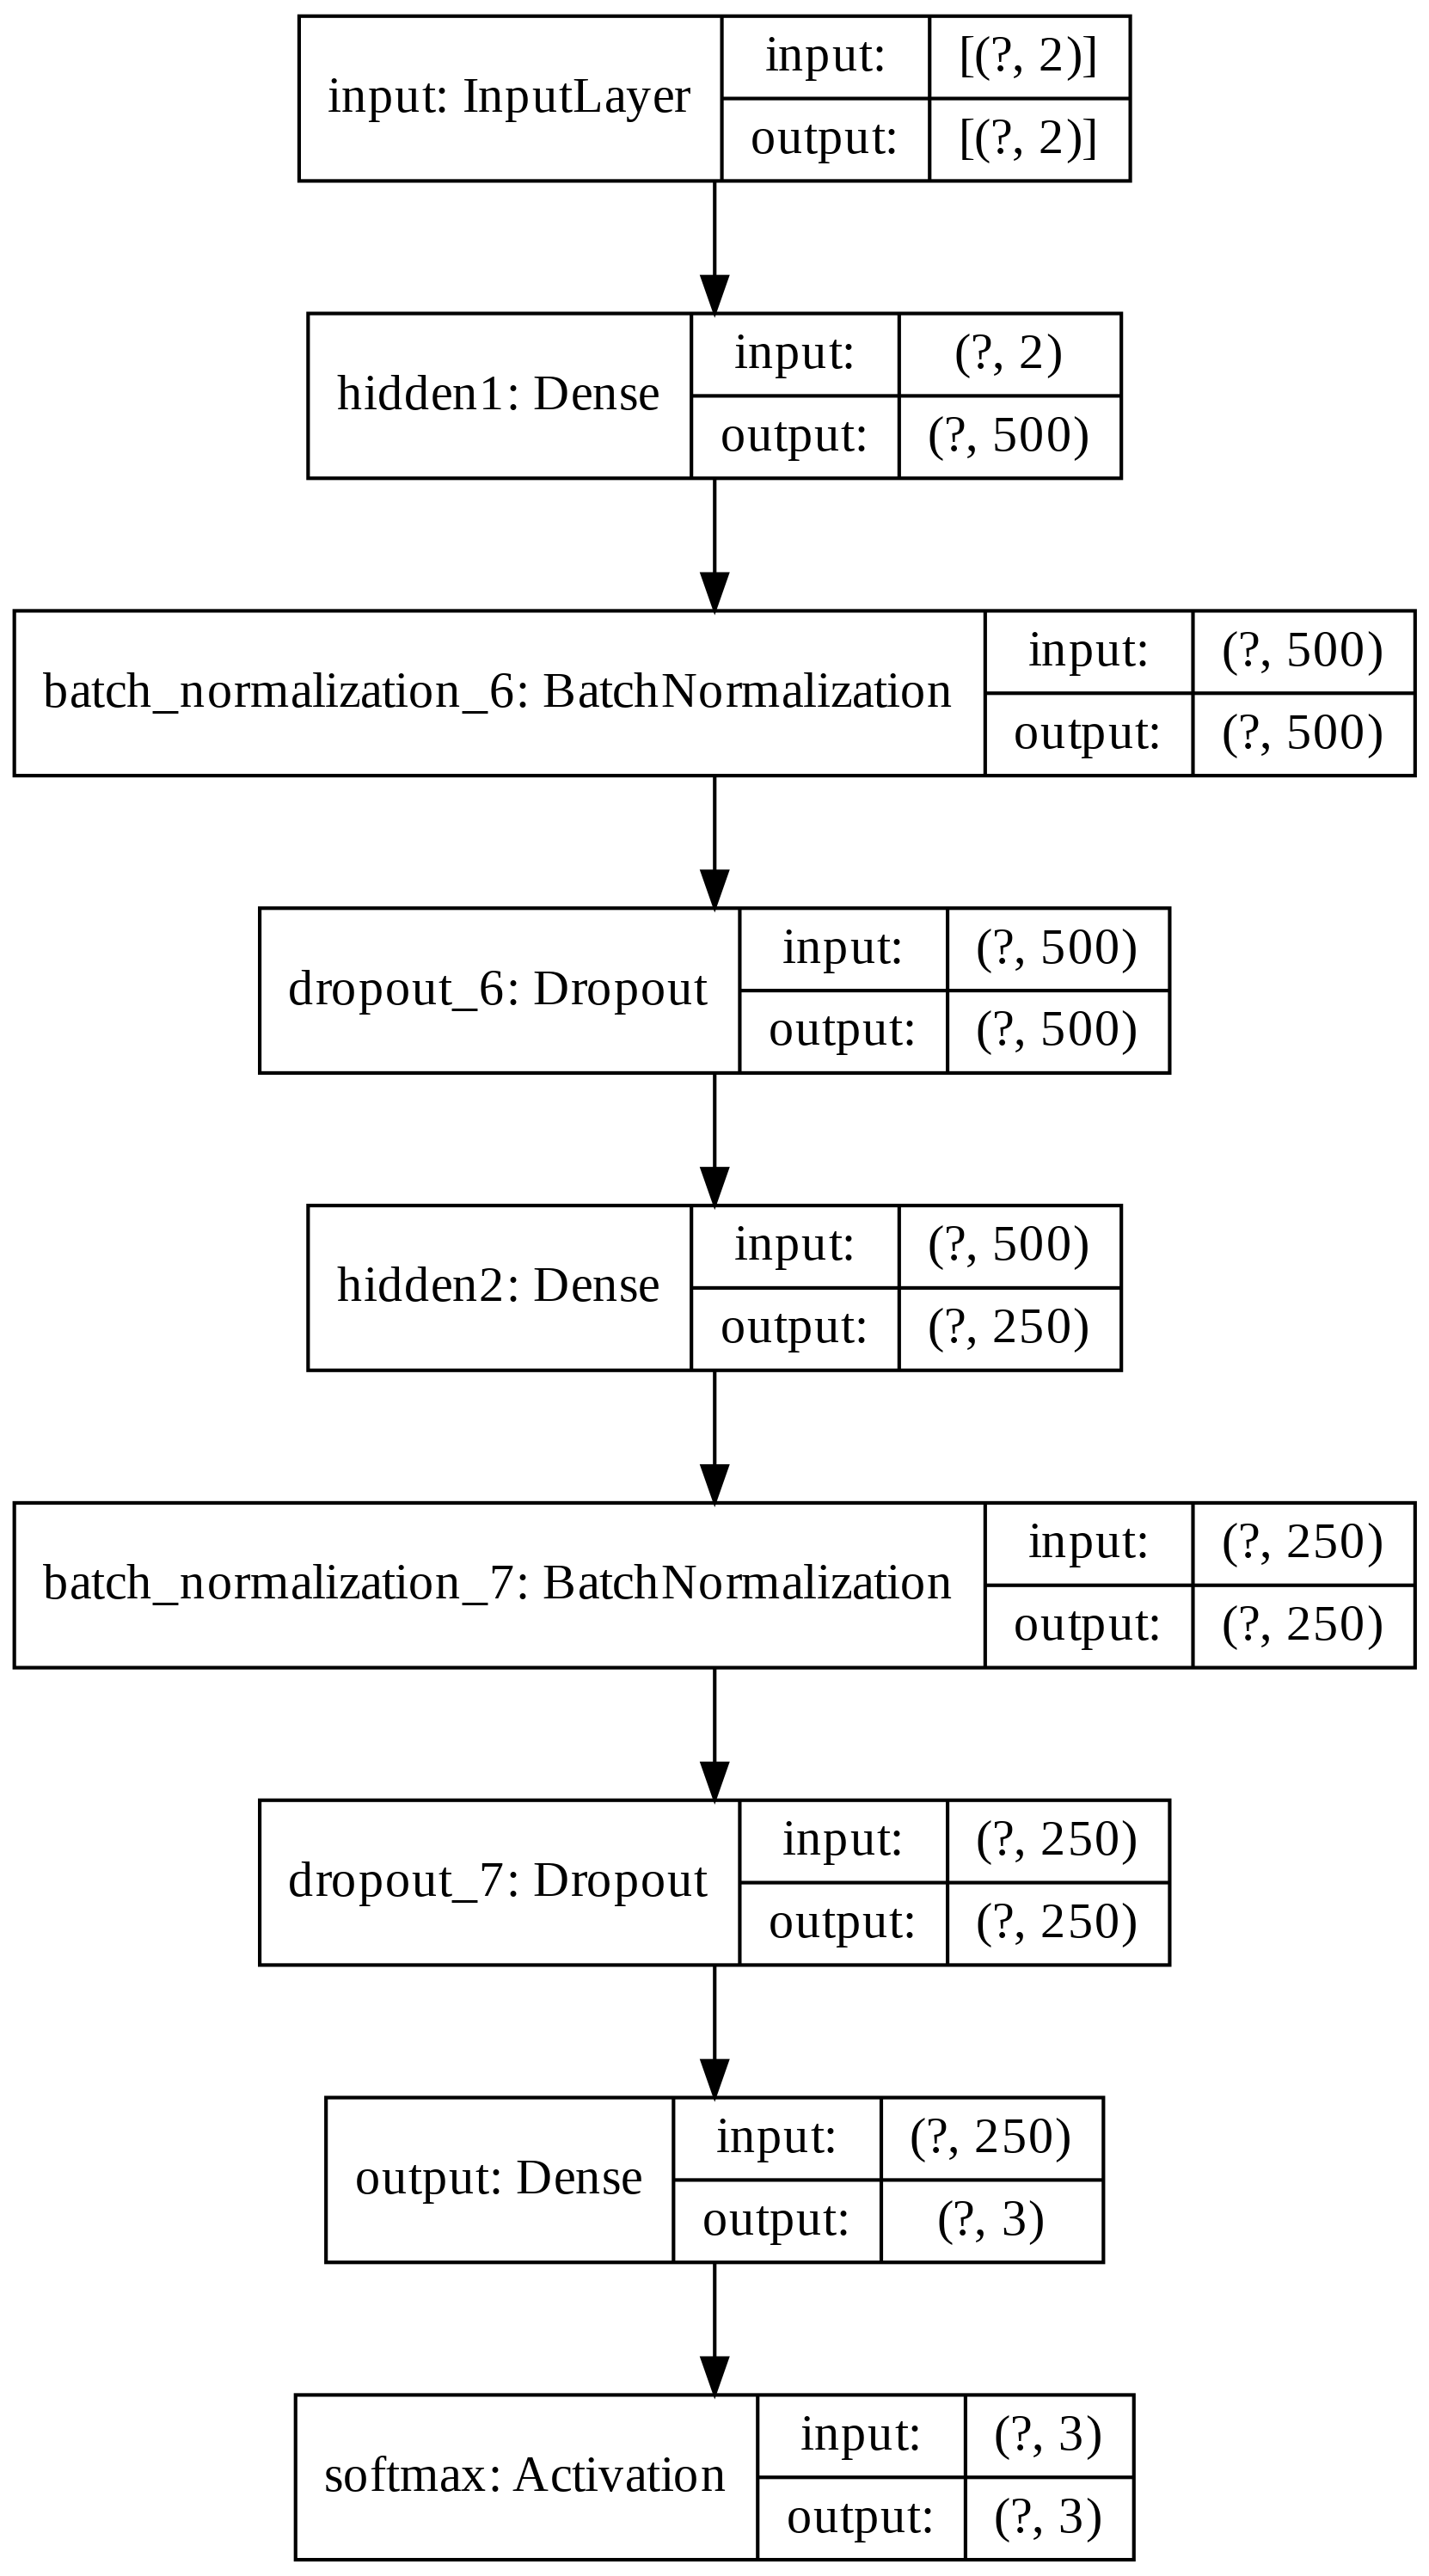 input: InputLayer
input: [(?, 2)]
output: [(?, 2)]
hidden1: Dense
input: (?, 2)
output: (?, 500)
batch_normalization_6: BatchNormalization
input: (?, 500)
output: (?, 500)
dropout_6: Dropout
input: (?, 500)
output: (?, 500)
hidden2: Dense
input: (?, 500)
output: (?, 250)
batch_normalization_7: BatchNormalization
input: (?, 250)
output: (?, 250)
dropout_7: Dropout
input: (?, 250)
output: (?, 250)
output: Dense
input: (?, 250)
output: (?, 3)
softmax: Activation
input: (?, 3)
output: (?, 3)